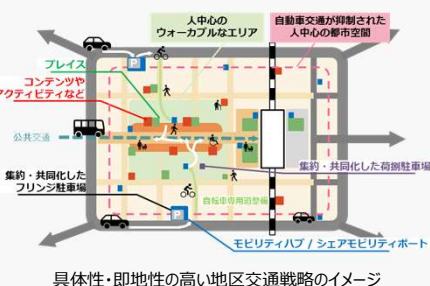 人中心の
ウォーカブルなエリア
自動車交通が抑制された
人中心の都市空間
P
プレイス
コンテンツや
アクティビティなど
公共交通
集約・共同化した荷捌駐車場
集約・共同化した
フリンジ駐車場
自転車専用道整備
P
モビリティハブ / シェアモビリティポート
具体性・即地性の高い地区交通戦略のイメージ